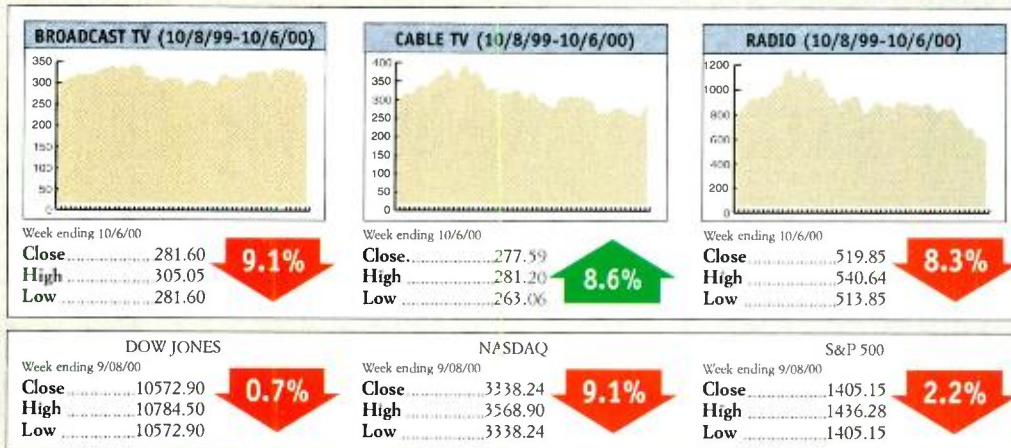 BROADCAST TV (10/8/99-10/6/00)
350
300
250
200
150
100
50
0
Week ending 10/6/00
Close 281.60
High 305.05
Low 281.60
9.1%
CABLE TV (10/8/99-10/6/00)
400
350
300
250
200
150
100
50
0
Week ending 10/6/00
Close 277.59
High 281.20
Low 263.06
8.6%
RADIO (10/8/99-10/6/00)
1200
1000
800
600
400
200
0
Week ending 10/6/00
Close 519.85
High 540.64
Low 513.85
8.3%
DOW JONES
Week ending 9/08/00
Close 10572.90
High 10784.50
Low 10572.90
0.7%
NASDAQ
Week ending 9/08/00
Close 3338.24
High 3568.90
Low 3338.24
9.1%
S&P 500
Week ending 9/08/00
Close 1405.15
High 1436.28
Low 1405.15
2.2%